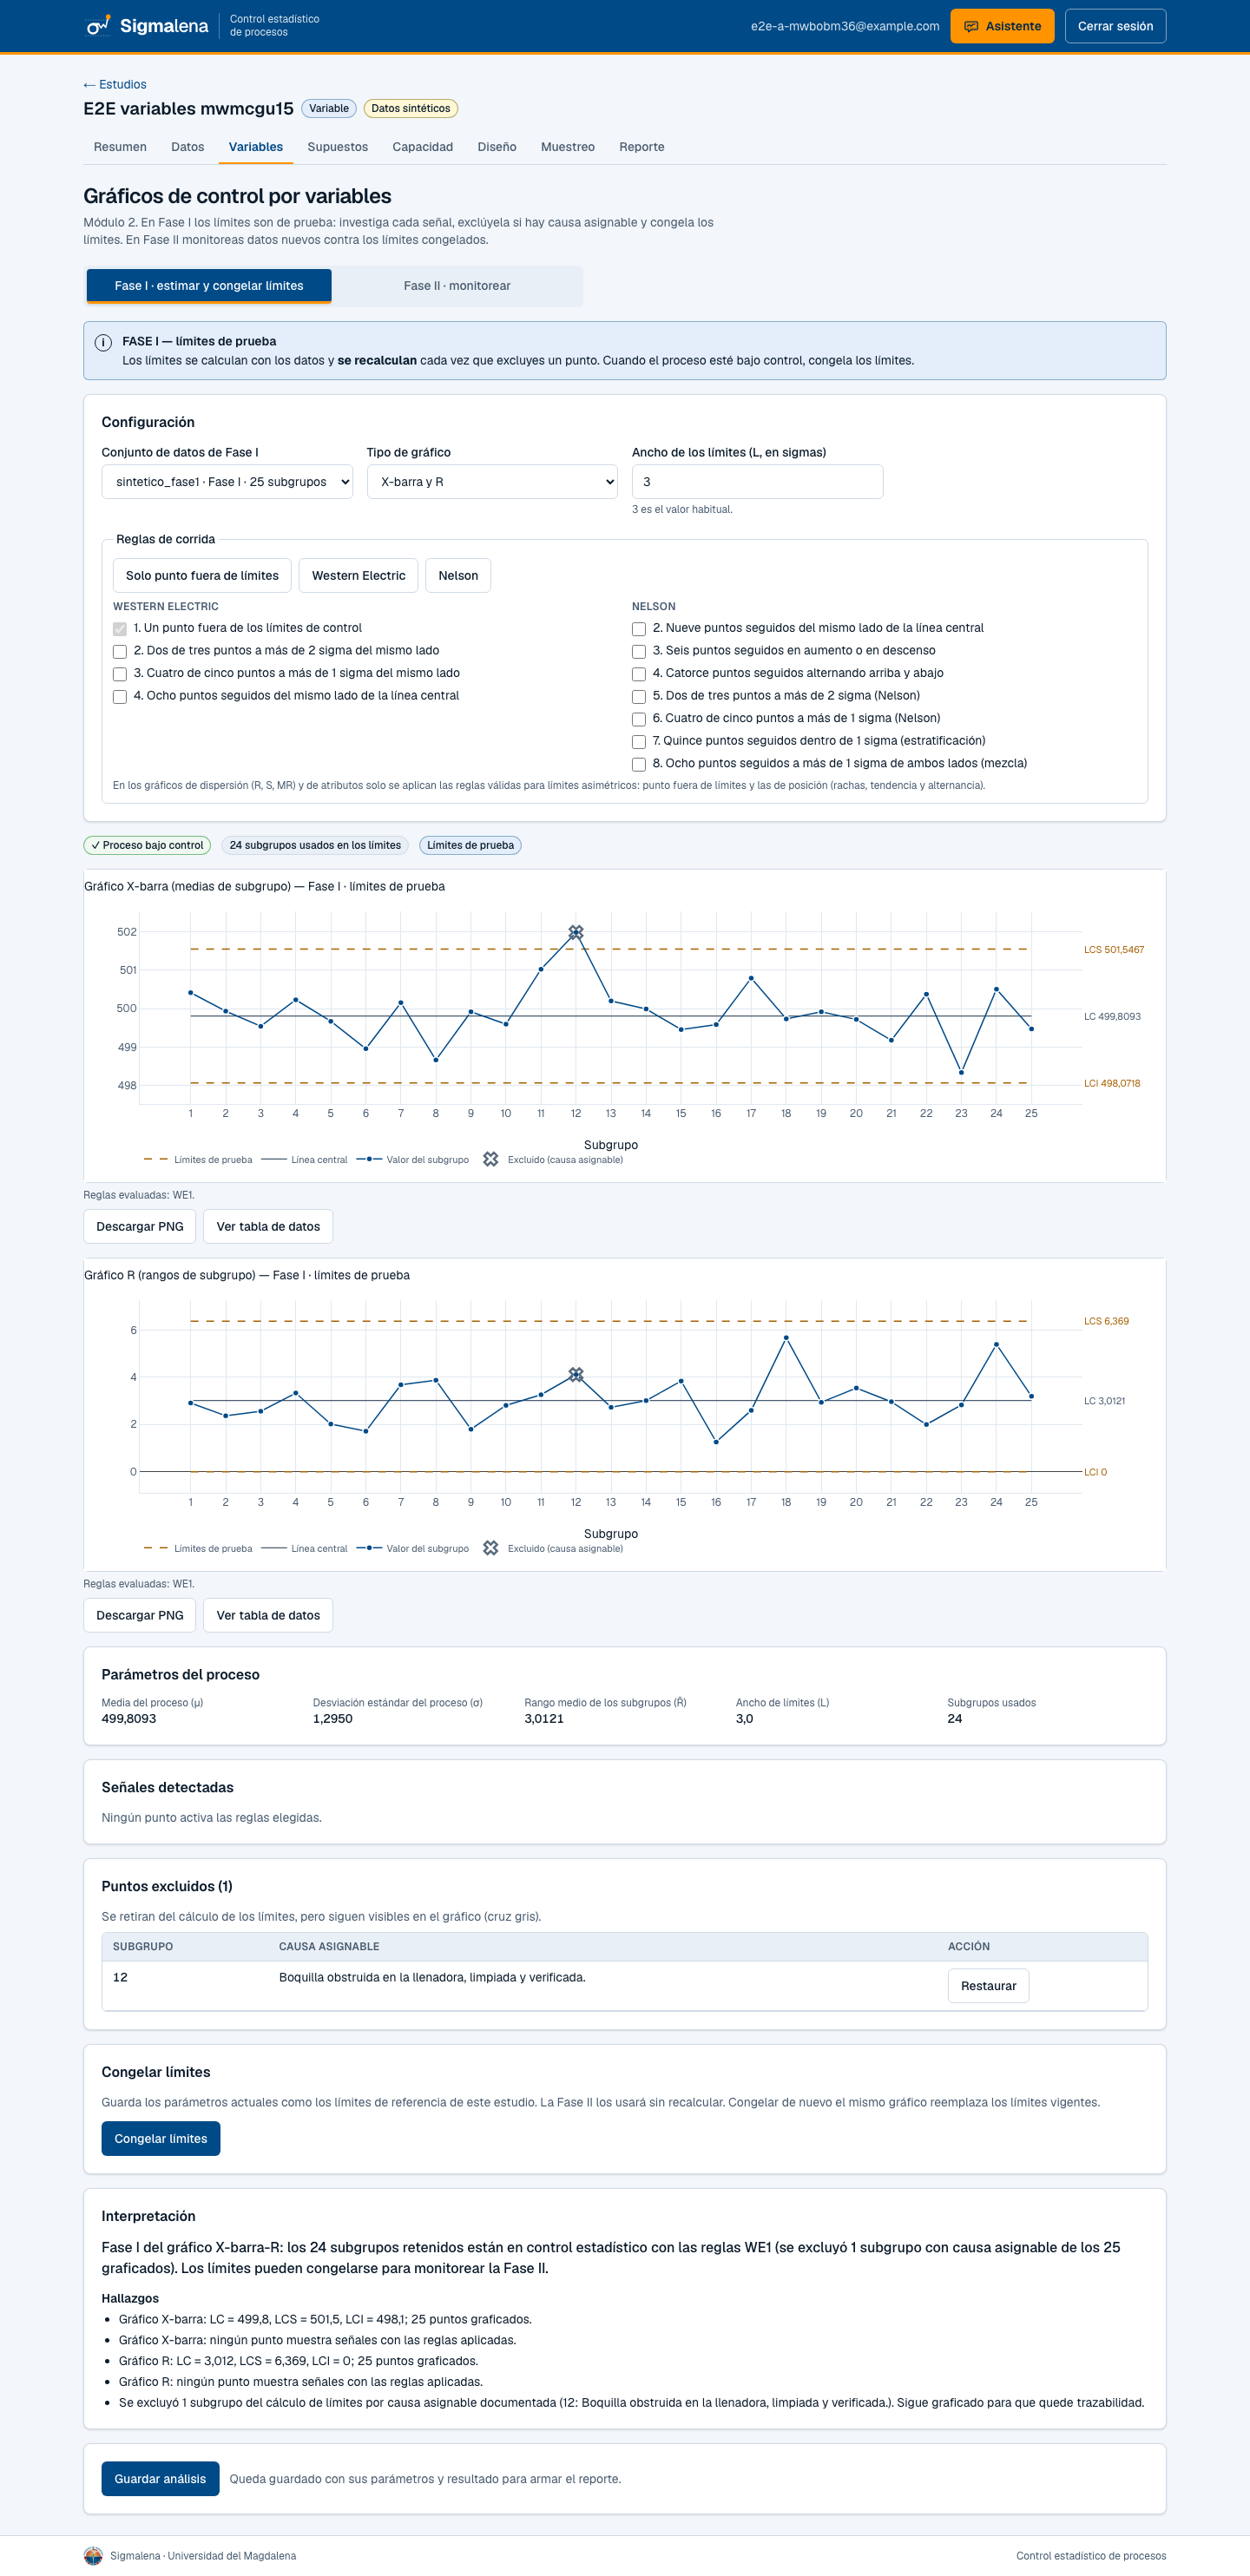 Sigmalena
Control estadístico
de procesos
e2e-a-mwbobm36@example.com
Asistente
Cerrar sesión
← Estudios
E2E variables mwmcgu15
Variable
Datos sintéticos
Resumen
Datos
Variables
Supuestos
Capacidad
Diseño
Muestreo
Reporte
Gráficos de control por variables
Módulo 2. En Fase I los límites son de prueba: investiga cada señal, exclúyela si hay causa asignable y congela los
límites. En Fase II monitoreas datos nuevos contra los límites congelados.
Fase I · estimar y congelar límites
Fase II · monitorear
FASE I — límites de prueba
Los límites se calculan con los datos y se recalculan cada vez que excluyes un punto. Cuando el proceso esté bajo control, congela los límites.
Configuración
Conjunto de datos de Fase I
Tipo de gráfico
Ancho de los límites (L, en sigmas)
sintetico_fase1 · Fase I · 25 subgrupos
X-barra y R
3
3 es el valor habitual.
Reglas de corrida
Solo punto fuera de límites
Western Electric
Nelson
WESTERN ELECTRIC
1. Un punto fuera de los límites de control
2. Dos de tres puntos a más de 2 sigma del mismo lado
3. Cuatro de cinco puntos a más de 1 sigma del mismo lado
4. Ocho puntos seguidos del mismo lado de la línea central
NELSON
2. Nueve puntos seguidos del mismo lado de la línea central
3. Seis puntos seguidos en aumento o en descenso
4. Catorce puntos seguidos alternando arriba y abajo
5. Dos de tres puntos a más de 2 sigma (Nelson)
6. Cuatro de cinco puntos a más de 1 sigma (Nelson)
7. Quince puntos seguidos dentro de 1 sigma (estratificación)
8. Ocho puntos seguidos a más de 1 sigma de ambos lados (mezcla)
En los gráficos de dispersión (R, S, MR) y de atributos solo se aplican las reglas válidas para límites asimétricos: punto fuera de límites y las de posición (rachas, tendencia y alternancia).
✓ Proceso bajo control
24 subgrupos usados en los límites
Límites de prueba
Gráfico X-barra (medias de subgrupo) — Fase I · límites de prueba
502
501
500
499
498
LCS 501,5467
LC 499,8093
LCI 498,0718
1 2 3 4 5 6 7 8 9 10 11 12 13 14 15 16 17 18 19 20 21 22 23 24 25
Subgrupo
Límites de prueba
Línea central
Valor del subgrupo
Excluido (causa asignable)
Reglas evaluadas: WE1.
Descargar PNG
Ver tabla de datos
Gráfico R (rangos de subgrupo) — Fase I · límites de prueba
6
4
2
0
LCS 6,369
LC 3,0121
LCI 0
1 2 3 4 5 6 7 8 9 10 11 12 13 14 15 16 17 18 19 20 21 22 23 24 25
Subgrupo
Límites de prueba
Línea central
Valor del subgrupo
Excluido (causa asignable)
Reglas evaluadas: WE1.
Descargar PNG
Ver tabla de datos
Parámetros del proceso
Media del proceso (μ)
499,8093
Desviación estándar del proceso (σ)
1,2950
Rango medio de los subgrupos (R̄)
3,0121
Ancho de límites (L)
3,0
Subgrupos usados
24
Señales detectadas
Ningún punto activa las reglas elegidas.
Puntos excluidos (1)
Se retiran del cálculo de los límites, pero siguen visibles en el gráfico (cruz gris).
SUBGRUPO
CAUSA ASIGNABLE
ACCIÓN
12
Boquilla obstruida en la llenadora, limpiada y verificada.
Restaurar
Congelar límites
Guarda los parámetros actuales como los límites de referencia de este estudio. La Fase II los usará sin recalcular. Congelar de nuevo el mismo gráfico reemplaza los límites vigentes.
Congelar límites
Interpretación
Fase I del gráfico X-barra-R: los 24 subgrupos retenidos están en control estadístico con las reglas WE1 (se excluyó 1 subgrupo con causa asignable de los 25
graficados). Los límites pueden congelarse para monitorear la Fase II.
Hallazgos
• Gráfico X-barra: LC = 499,8, LCS = 501,5, LCI = 498,1; 25 puntos graficados.
• Gráfico X-barra: ningún punto muestra señales con las reglas aplicadas.
• Gráfico R: LC = 3,012, LCS = 6,369, LCI = 0; 25 puntos graficados.
• Gráfico R: ningún punto muestra señales con las reglas aplicadas.
• Se excluyó 1 subgrupo del cálculo de límites por causa asignable documentada (12: Boquilla obstruida en la llenadora, limpiada y verificada.). Sigue graficado para que quede trazabilidad.
Guardar análisis
Queda guardado con sus parámetros y resultado para armar el reporte.
Sigmalena · Universidad del Magdalena
Control estadístico de procesos